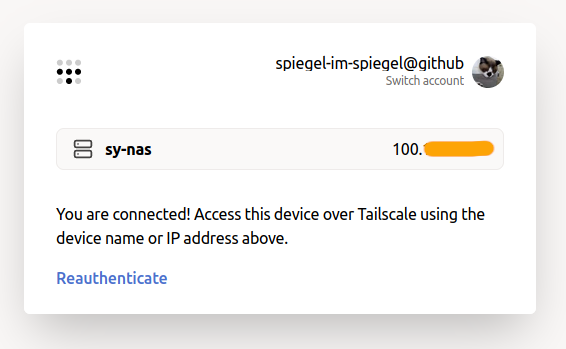 spiegel-im-spiegel@github
Switch account
sy-nas 100.
You are connected! Access this device over Tailscale using the
device name or IP address above.
Reauthenticate